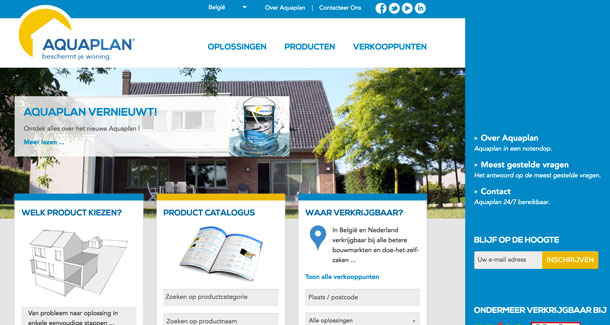 België
Over Aquaplan | Contacteer Ons
AQUAPLAN®
beschermt je woning.
OPLOSSINGEN
PRODUCTEN
VERKOOPPUNTEN
AQUAPLAN VERNIEUWT!
Ontdek alles over het nieuwe Aquaplan !
Meer lezen ...
WELK PRODUCT KIEZEN?
Van probleem naar oplossing in
enkele eenvoudige stappen ...
PRODUCT CATALOGUS
Zoeken op productcategorie
Zoeken op productnaam
WAAR VERKRIJGBAAR?
In België en Nederland
verkrijgbaar bij alle betere
bouwmarkten en doe-het-zelf-
zaken ...
Toon alle verkooppunten
Plaats / postcode
Alle oplossingen
> Over Aquaplan
Aquaplan in een notendop.
> Meest gestelde vragen
Het antwoord op de meest gestelde vragen.
> Contact
Aquaplan 24/7 bereikbaar.
BLIJF OP DE HOOGTE
Uw e-mail adress
INSCHRIJVEN
ONDERMEER VERKRIJGBAAR BIJ